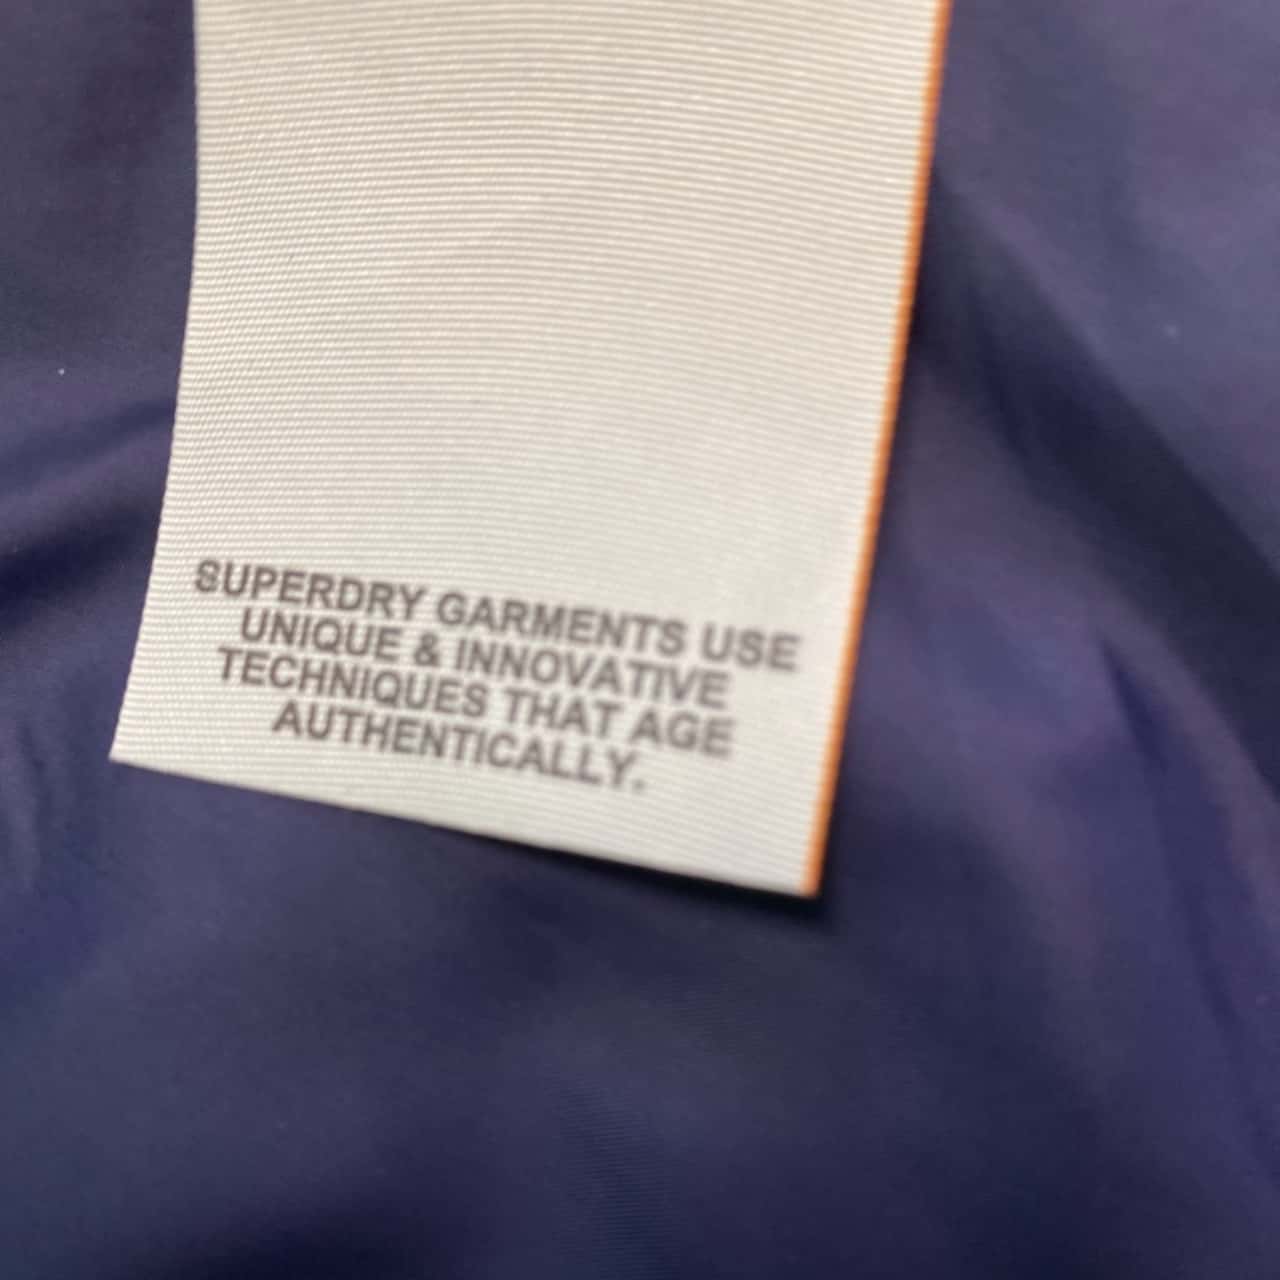 SUPERDRY GARMENTS USE
UNIQUE & INNOVATIVE
TECHNIQUES THAT AGE
AUTHENTICALLY.